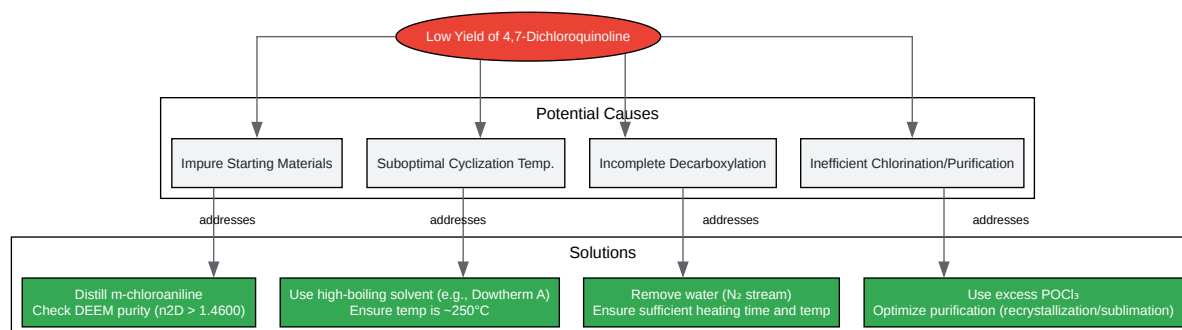 Low Yield of 4,7-Dichloroquinoline
Potential Causes
Impure Starting Materials
Suboptimal Cyclization Temp.
Incomplete Decarboxylation
Inefficient Chlorination/Purification
addresses
addresses
addresses
addresses
Solutions
Distill m-chloroaniline
Check DEEM purity (n2D > 1.4600)
Use high-boiling solvent (e.g., Dowtherm A)
Ensure temp is ~250°C
Remove water (N₂ stream)
Ensure sufficient heating time and temp
Use excess POCl₃
Optimize purification (recrystallization/sublimation)